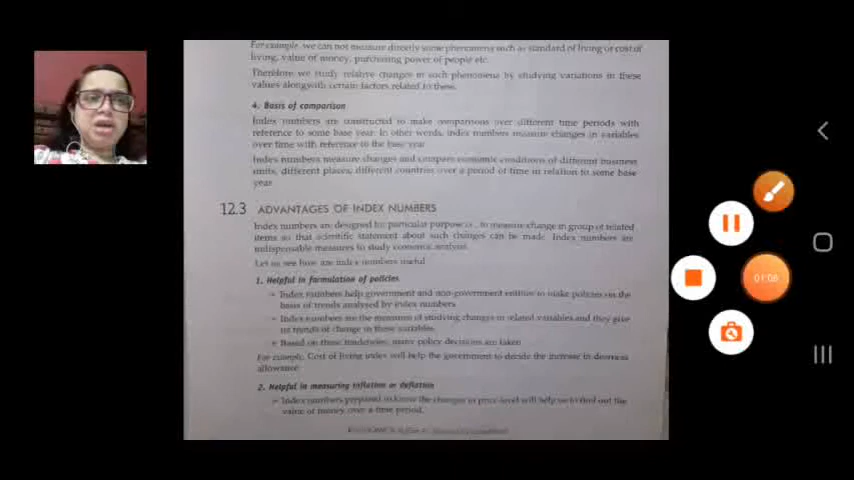 For example, we can not measure directly some phenomena such as standard of living or cost of
living, value of money, purchasing power of people etc.
Therefore we study relative changes in such phenomena by studying variations in these
values alongwith certain factors related to these.
4. Basis of comparison
Index numbers are constructed to make comparisons over different time periods with
reference to some base year. In other words, index numbers measure changes in variables
over time with reference to the base year
Index numbers measure changes and compare economic conditions of different business
units, different places, different countries over a period of time in relation to some base
year
12.3 ADVANTAGES OF INDEX NUMBERS
Index numbers are designed by particular purpose i.e., to measure change in group of related
items so that scientific statement about such changes can be made. Index numbers are
indispensable measures to study economic analysis.
Let us see how are index numbers useful
1. Helpful in formulation of policies
Index numbers help government and non-government entities to make policies on the
basis of trends analysed by index numbers
Index numbers are the measures of studying changes in related variables and they give
us trends of change in those variables.
Based on these tendencies, many policy decisions are taken
For example, Cost of living index will help the government to decide the increase in dearness
allowance
2. Helpful in measuring inflation or deflation
Index numbers prepared to know the changes in price level will help us to find out the
value of money over a time period.
01:06